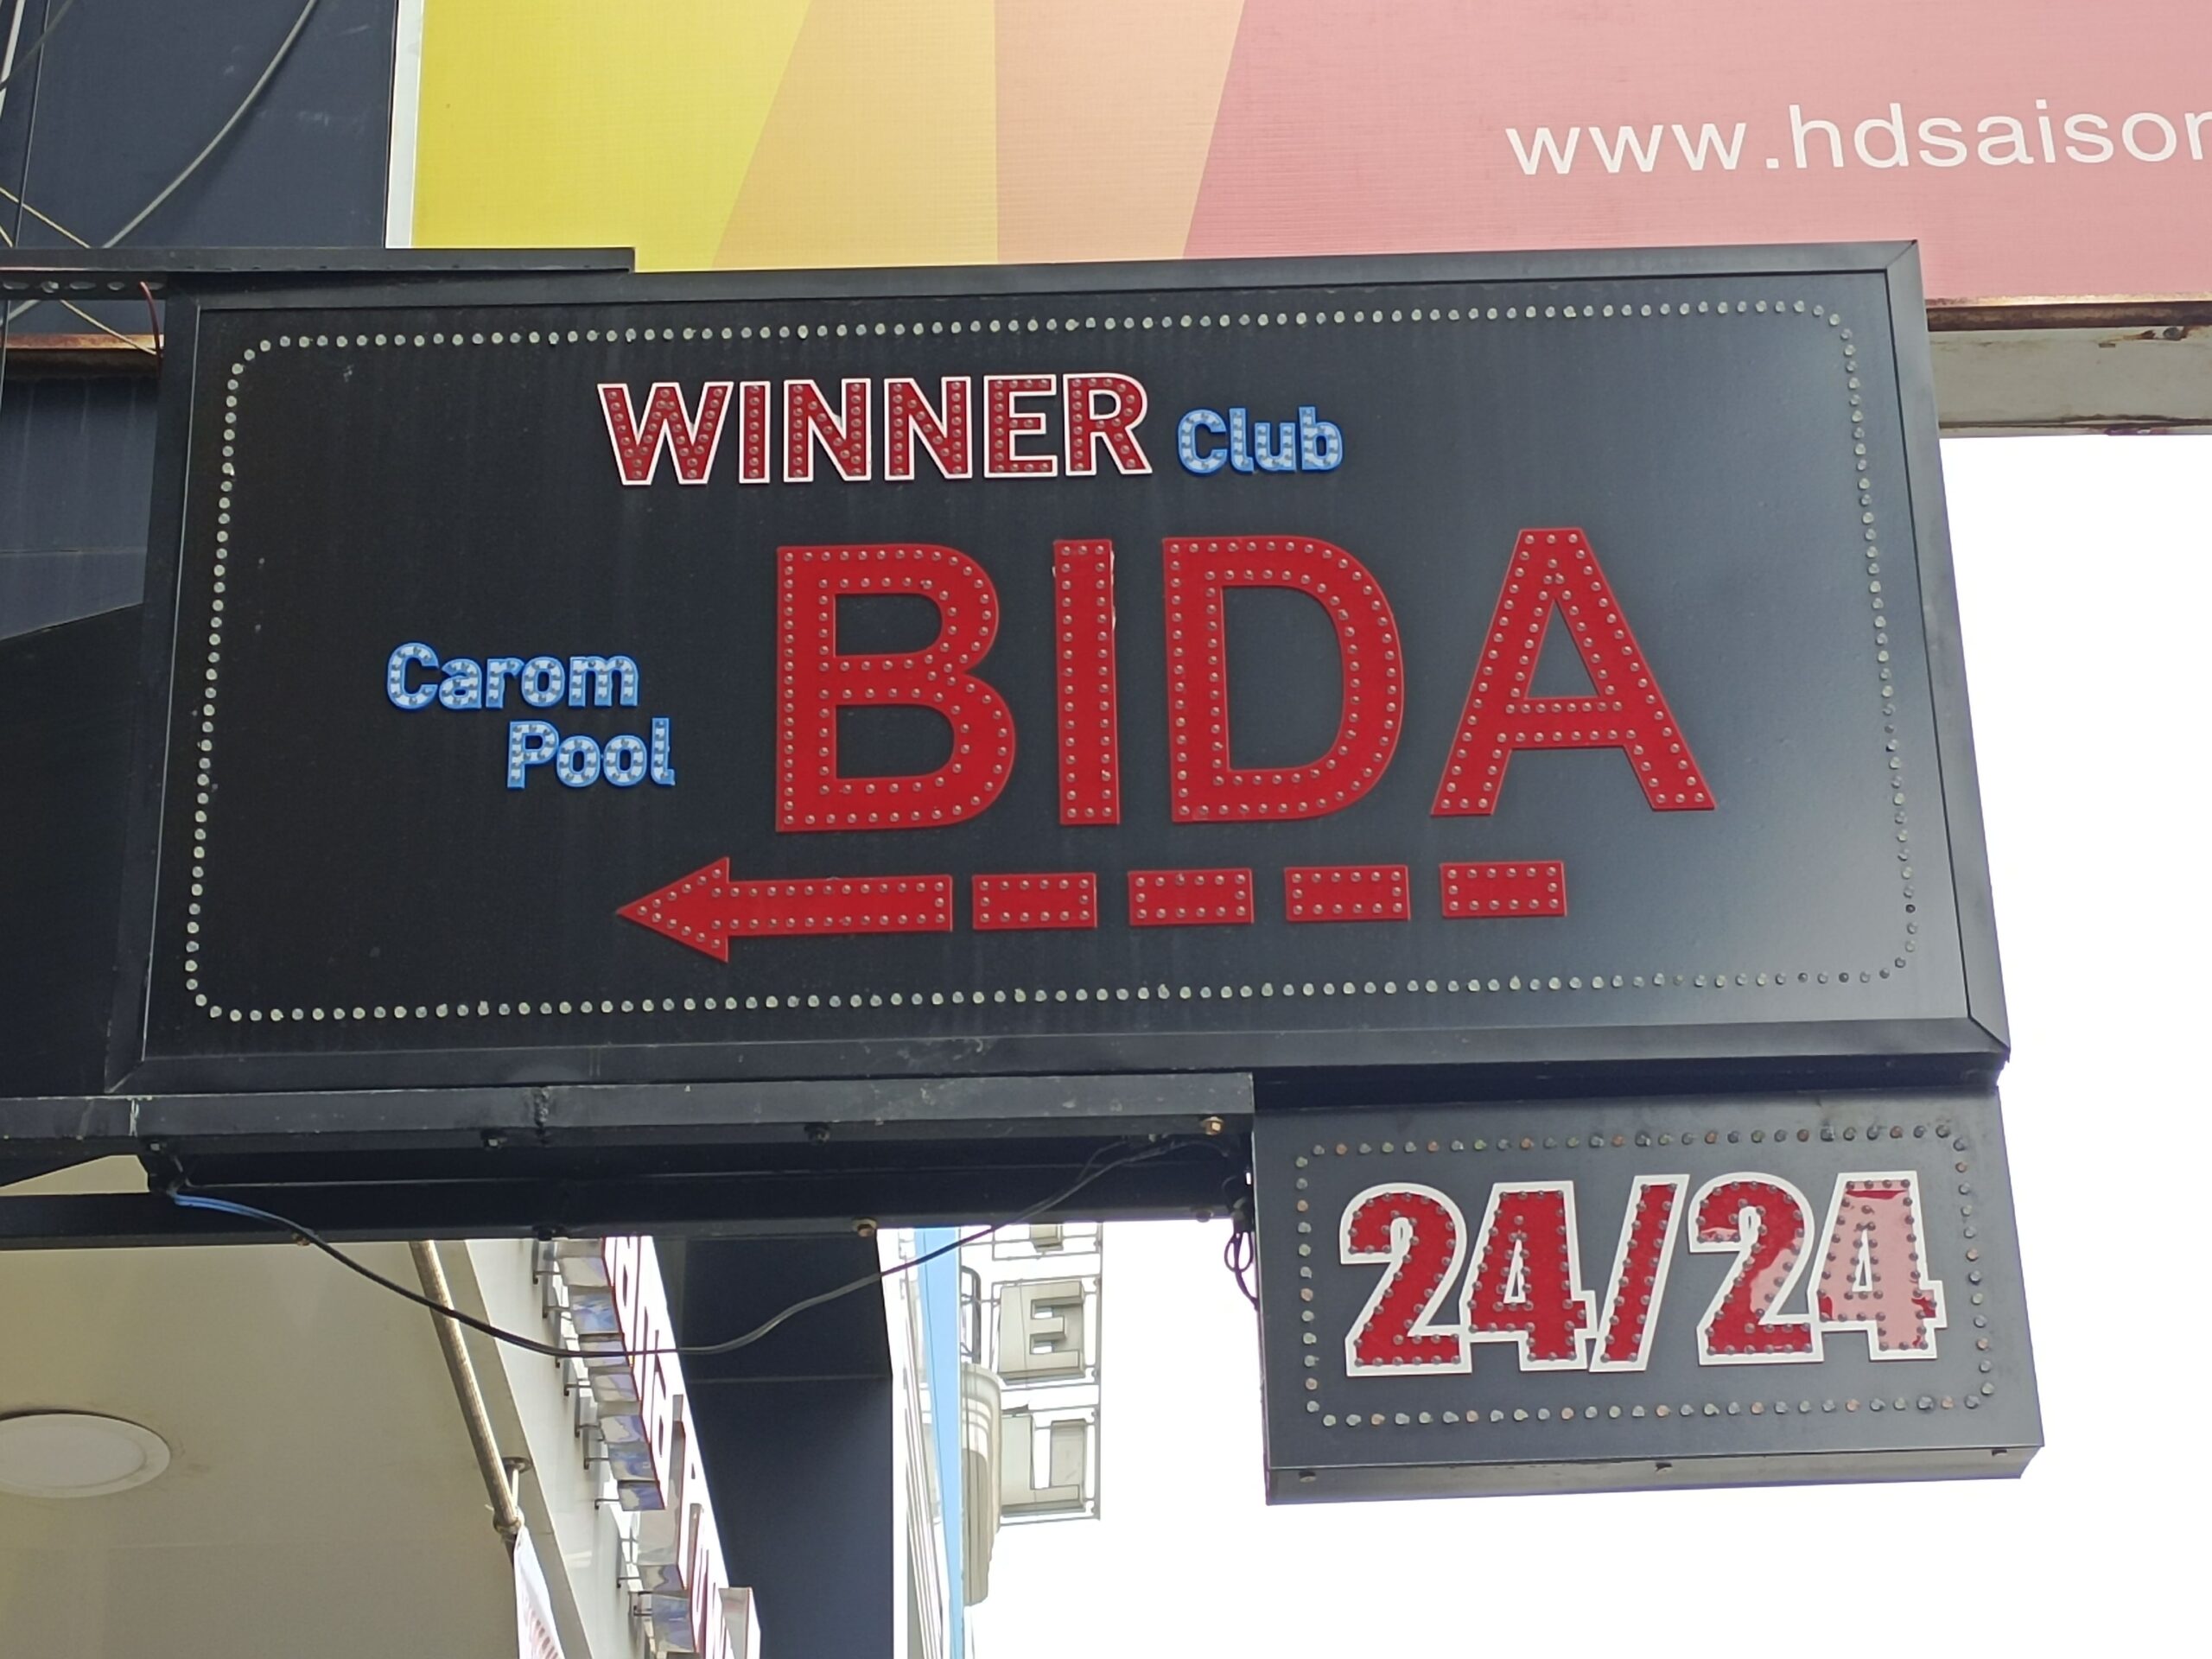 www.hdsaison
WINNER Club
BIDA
Carom
Pool
24/24